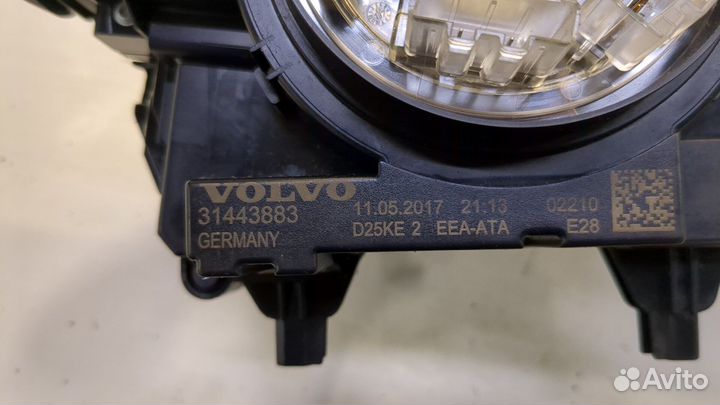 VOLVO
31443883 11.05.2017 21:13 02210
GERMANY D25KE 2 EEA-ATA E28
Avito